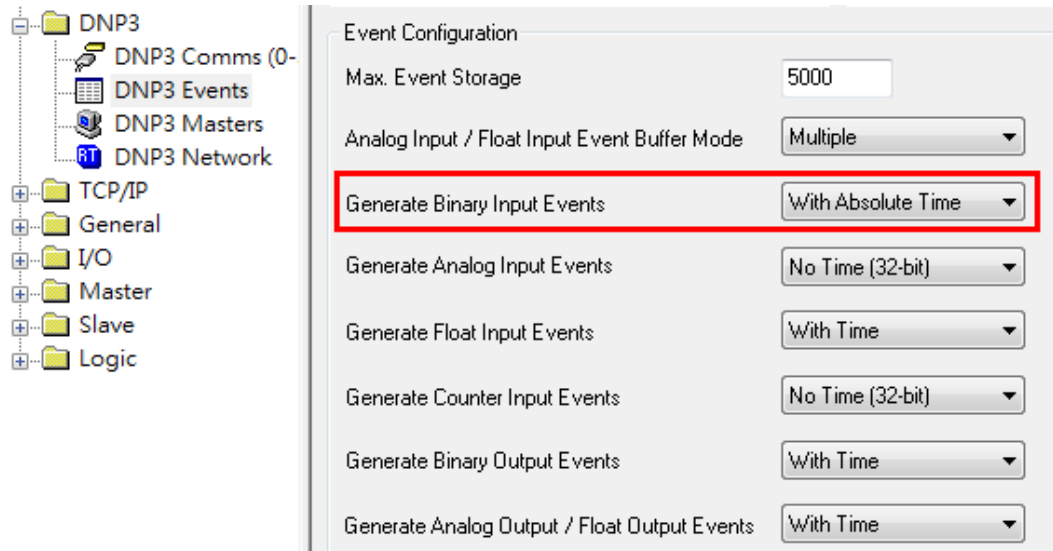 DNP3
DNP3 Comms (0-
DNP3 Events
DNP3 Masters
RT DNP3 Network
TCP/IP
General
I/O
Master
Slave
Logic
Event Configuration
Max. Event Storage 5000
Analog Input / Float Input Event Buffer Mode Multiple
Generate Binary Input Events With Absolute Time
Generate Analog Input Events No Time (32-bit)
Generate Float Input Events With Time
Generate Counter Input Events No Time (32-bit)
Generate Binary Output Events With Time
Generate Analog Output / Float Output Events With Time